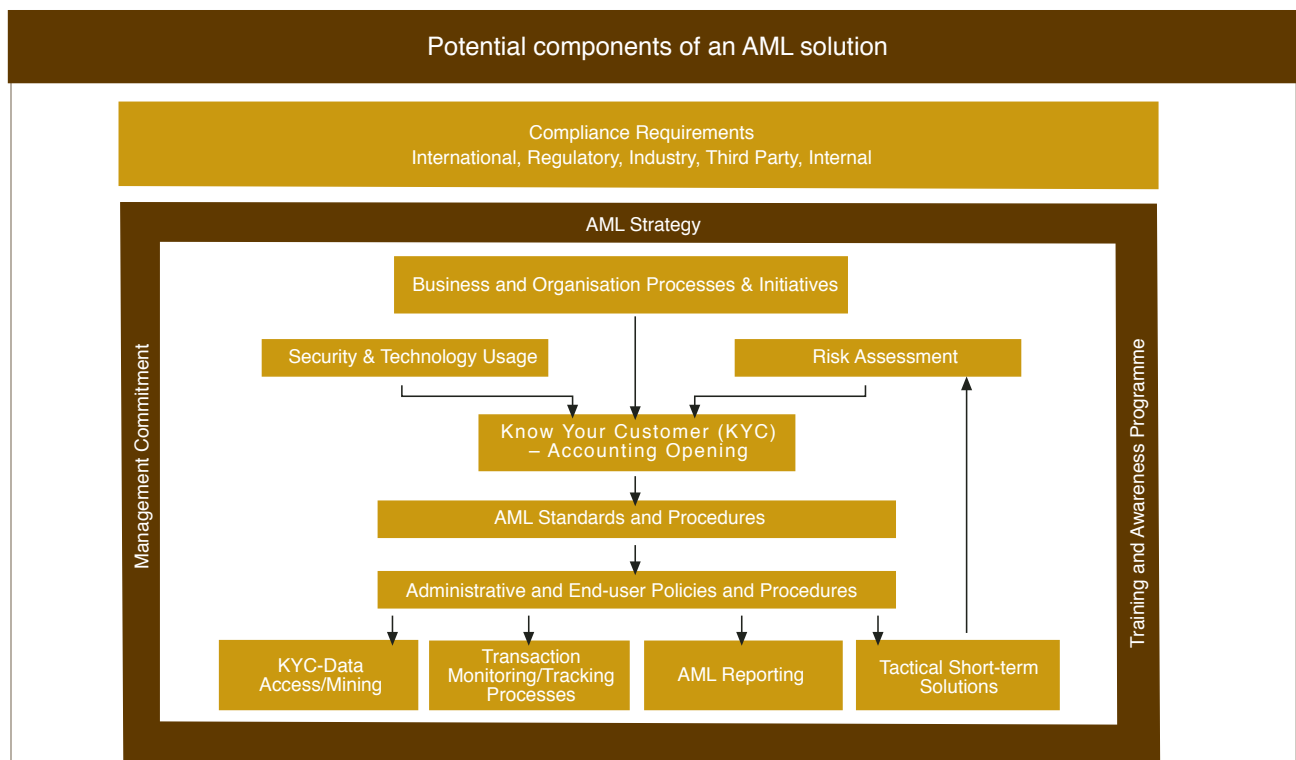 Potential components of an AML solution
Compliance Requirements
International, Regulatory, Industry, Third Party, Internal
AML Strategy
Management Commitment
Business and Organisation Processes & Initiatives
Security & Technology Usage
Risk Assessment
Know Your Customer (KYC)
– Accounting Opening
AML Standards and Procedures
Administrative and End-user Policies and Procedures
KYC-Data
Access/Mining
Transaction
Monitoring/Tracking
Processes
AML Reporting
Tactical Short-term
Solutions
Training and Awareness Programme